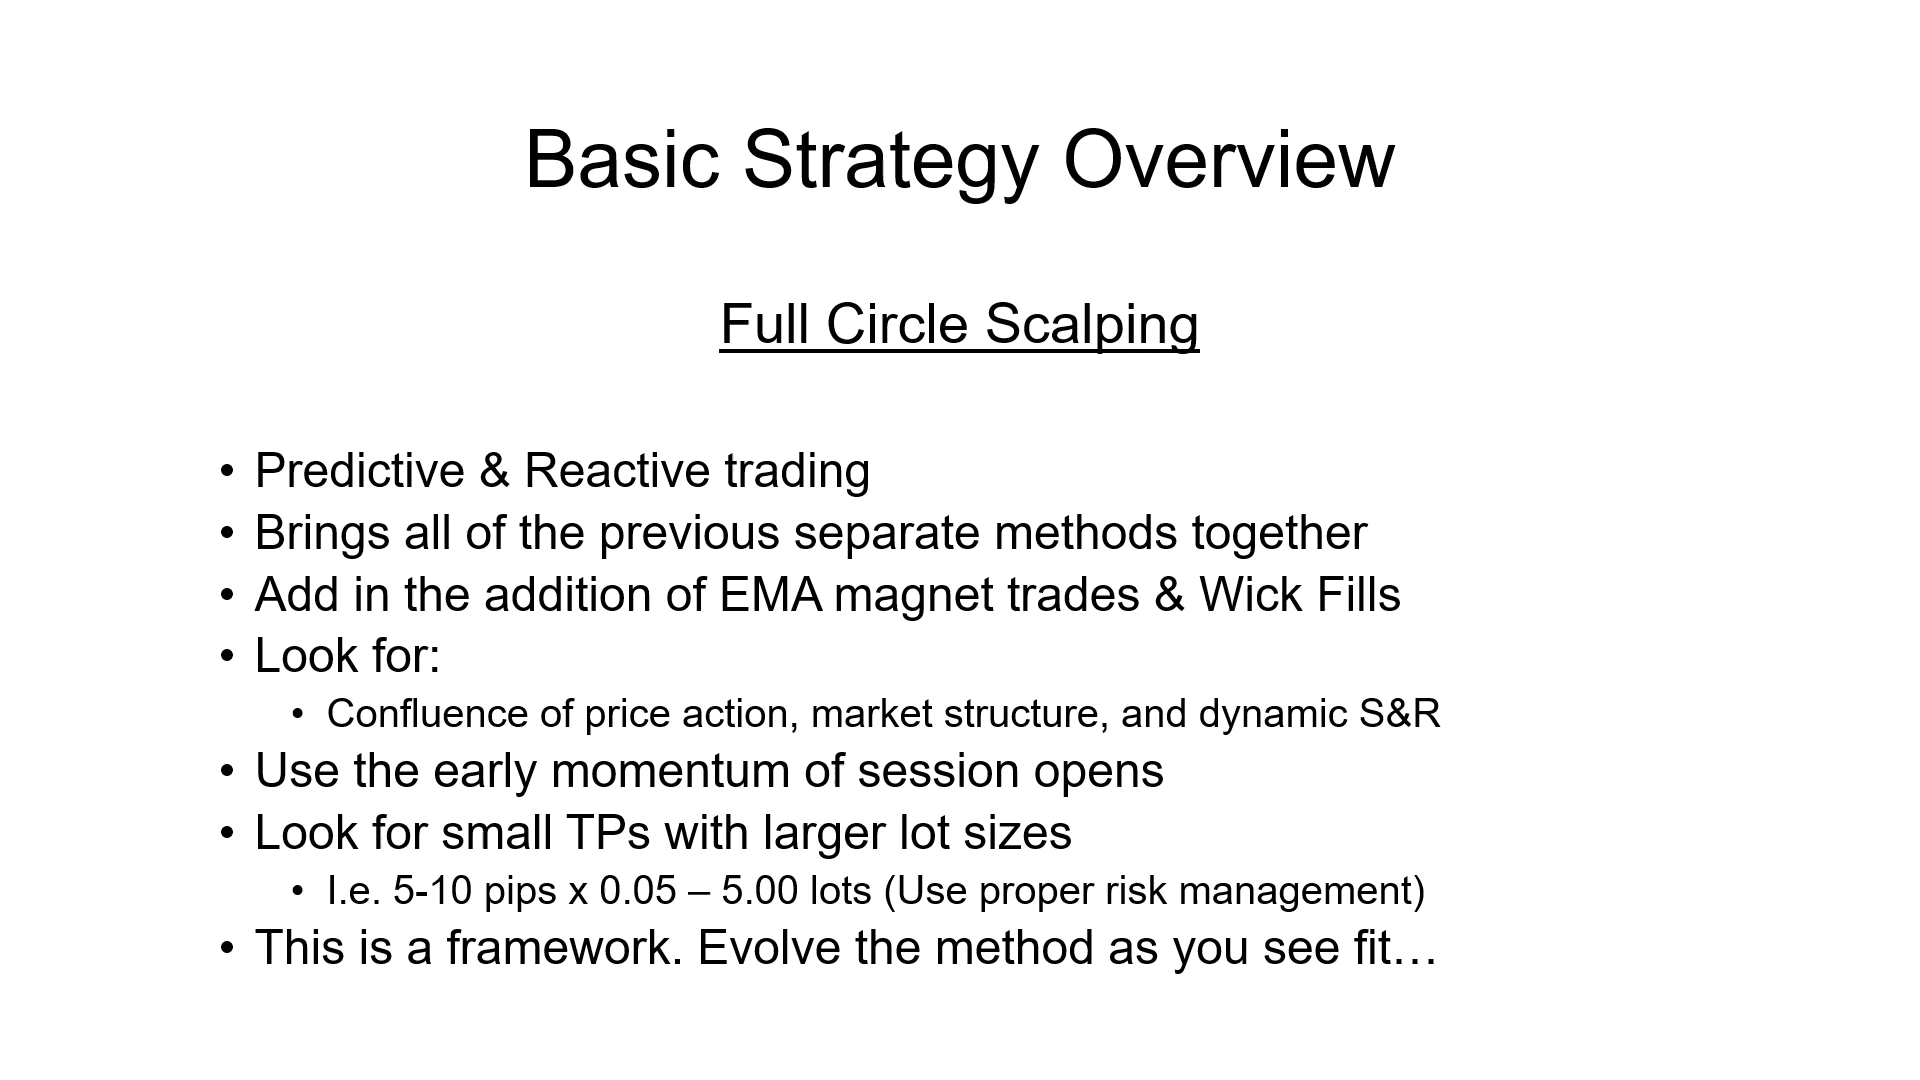 Basic Strategy Overview
Full Circle Scalping
• Predictive & Reactive trading
• Brings all of the previous separate methods together
• Add in the addition of EMA magnet trades & Wick Fills
• Look for:
• Confluence of price action, market structure, and dynamic S&R
• Use the early momentum of session opens
• Look for small TPs with larger lot sizes
• I.e. 5-10 pips x 0.05 – 5.00 lots (Use proper risk management)
• This is a framework. Evolve the method as you see fit…